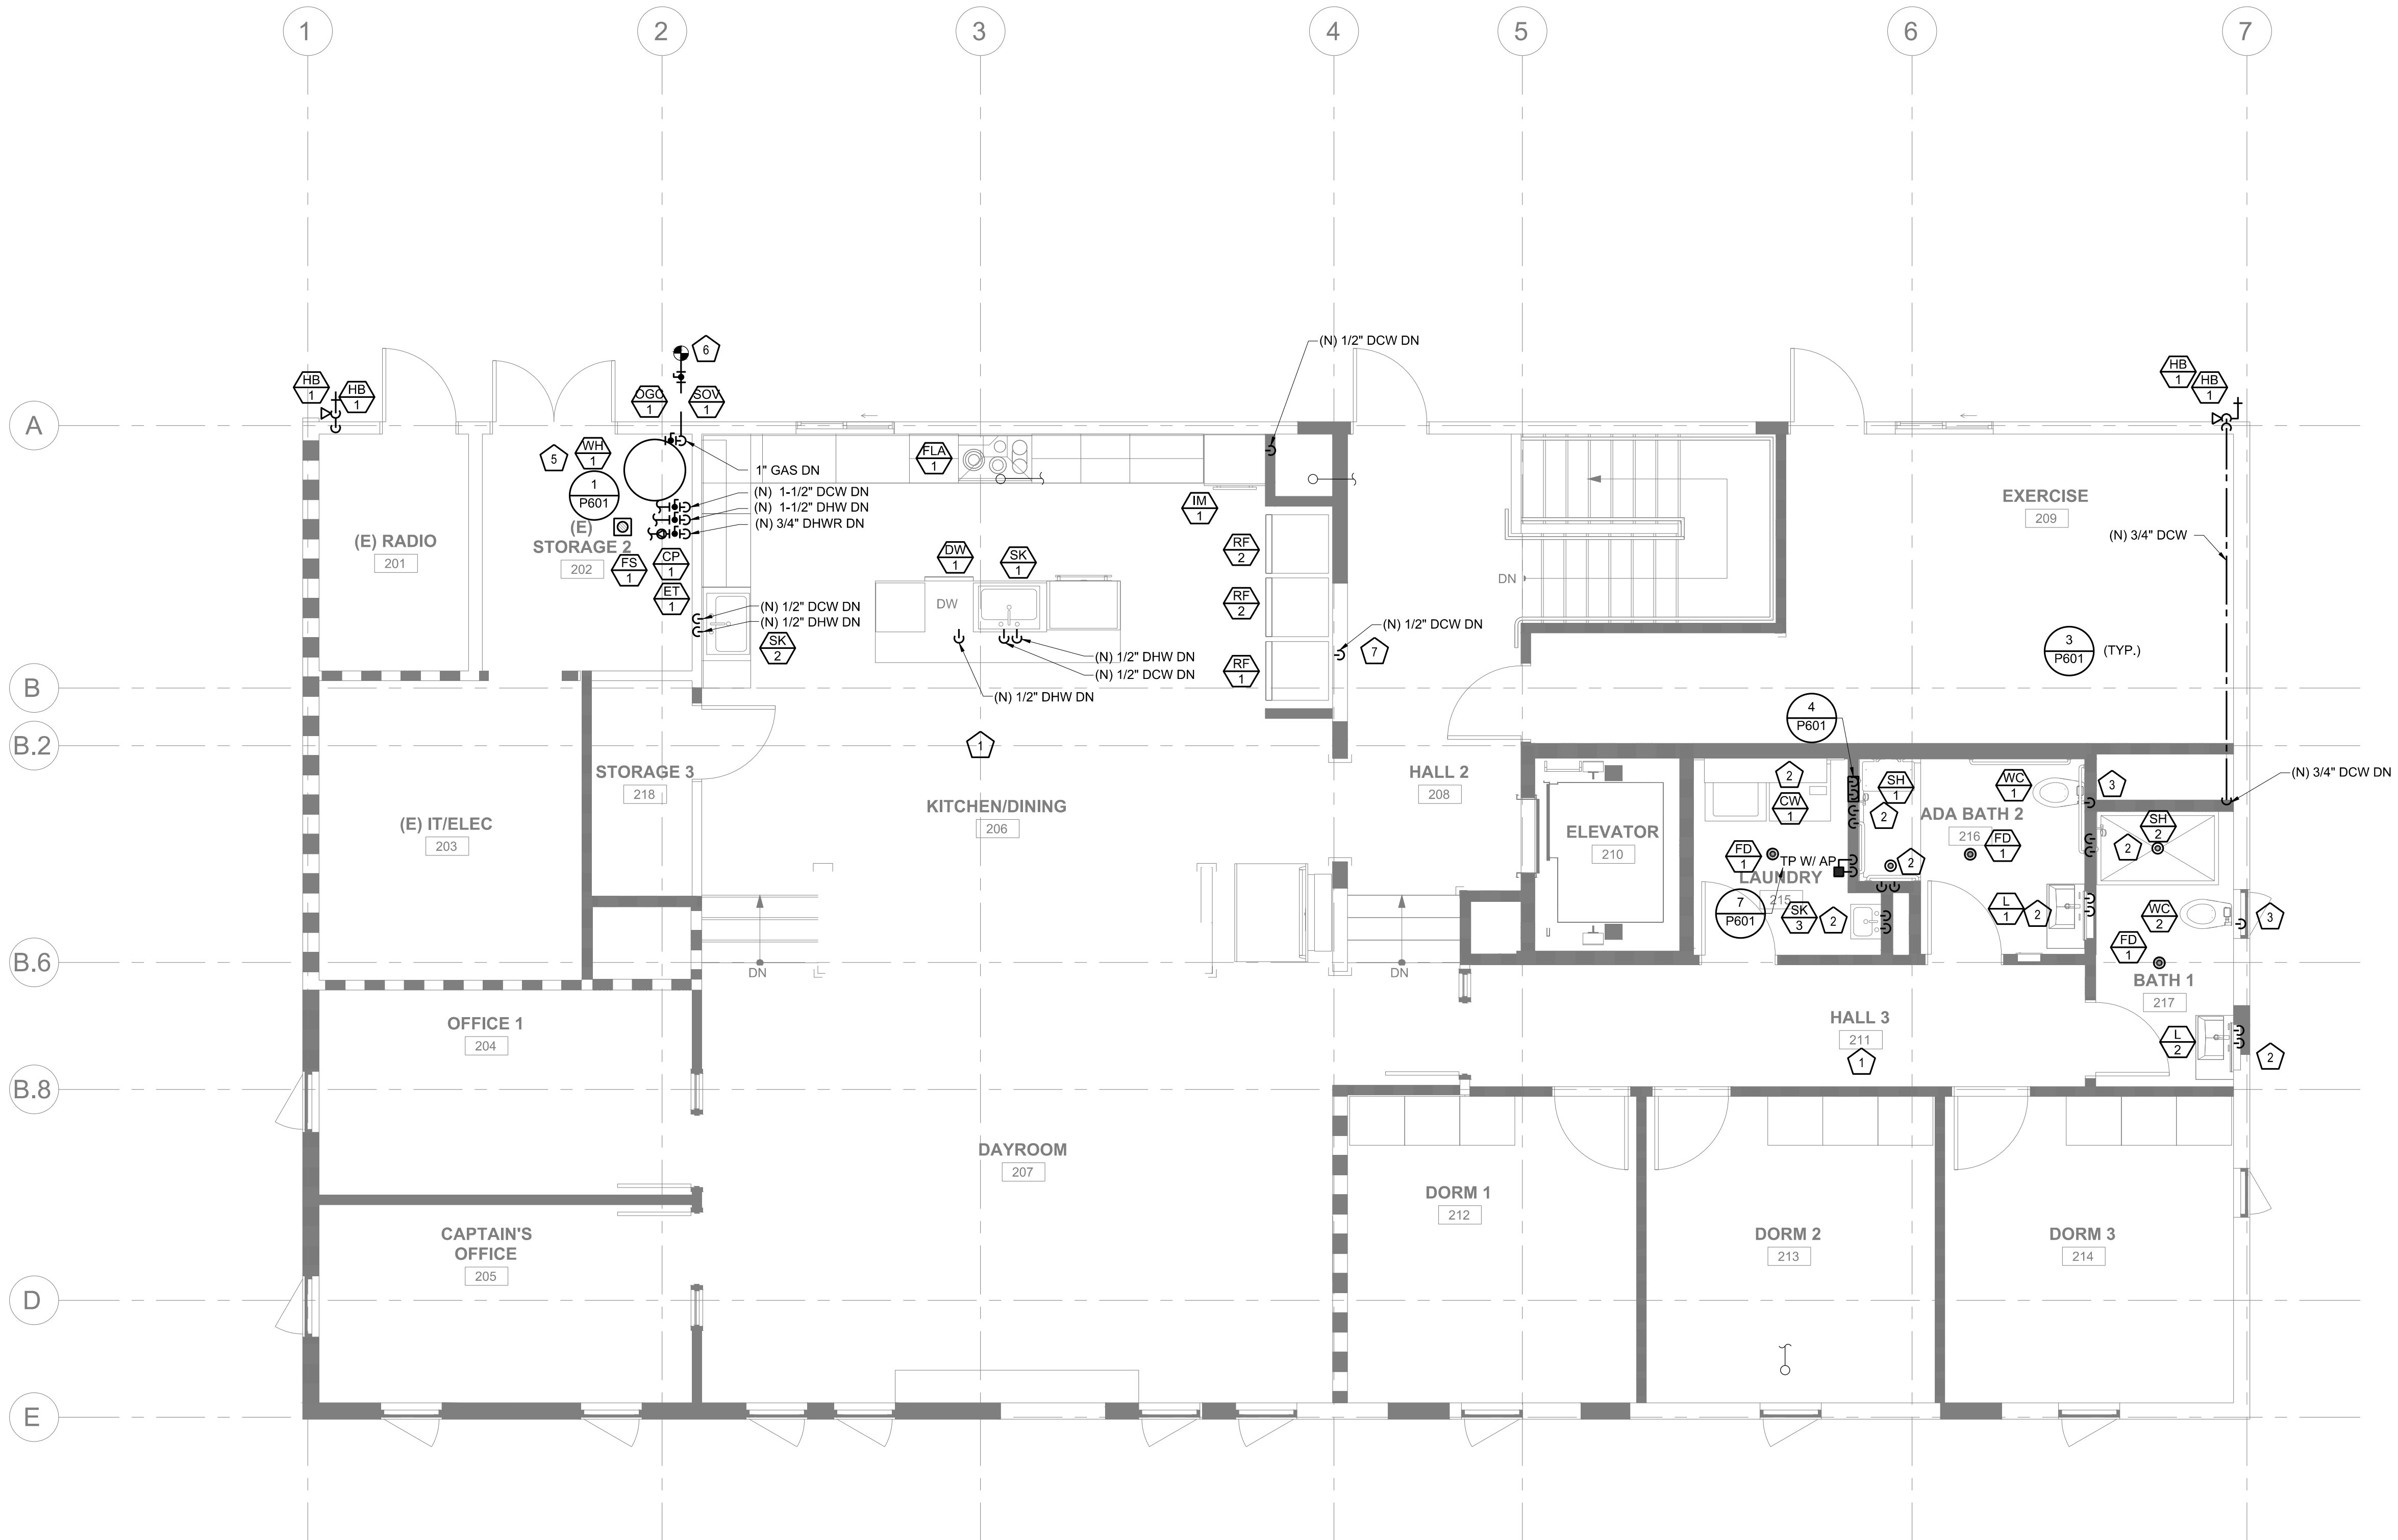 1
2
3
4
5
6
7
(N) 1/2" DCW DN
6
HB
1
HB
1
OGC
1
SOV
1
HB
1
HB
1
A
5
WH
1
FLA
1
1" GAS DN
1
P601
(N) 1-1/2" DCW DN
(N) 1-1/2" DHW DN
(N) 3/4" DHWR DN
IM
1
EXERCISE
209
(E) RADIO
201
(E)
STORAGE 2
202
FS
1
CP
1
ET
1
DW
1
SK
1
RF
2
(N) 3/4" DCW
DW
DN
(N) 1/2" DCW DN
(N) 1/2" DHW DN
SK
2
RF
2
(N) 1/2" DCW DN
7
3
P601
(TYP.)
(N) 1/2" DHW DN
(N) 1/2" DCW DN
(N) 1/2" DHW DN
RF
1
B
4
P601
B.2
1
STORAGE 3
218
HALL 2
208
2
CW
1
SH
1
2
WC
1
3
(N) 3/4" DCW DN
KITCHEN/DINING
206
(E) IT/ELEC
203
ELEVATOR
210
ADA BATH 2
216
FD
1
SH
2
2
FD
1
TP W/ AP
2
LAUNDRY
215
7
P601
SK
3
2
L
1
2
WC
2
3
FD
1
B.6
DN
DN
BATH 1
217
OFFICE 1
204
HALL 3
211
1
L
2
2
B.8
DAYROOM
207
DORM 1
212
CAPTAIN'S
OFFICE
205
DORM 2
213
DORM 3
214
D
E